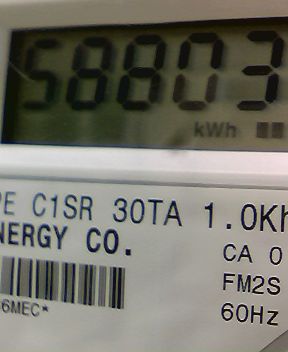 58803
kWh
PE C1SR 30TA 1.0Kh
NERGY CO.
CA 0
FM2S
6MEC*
60Hz